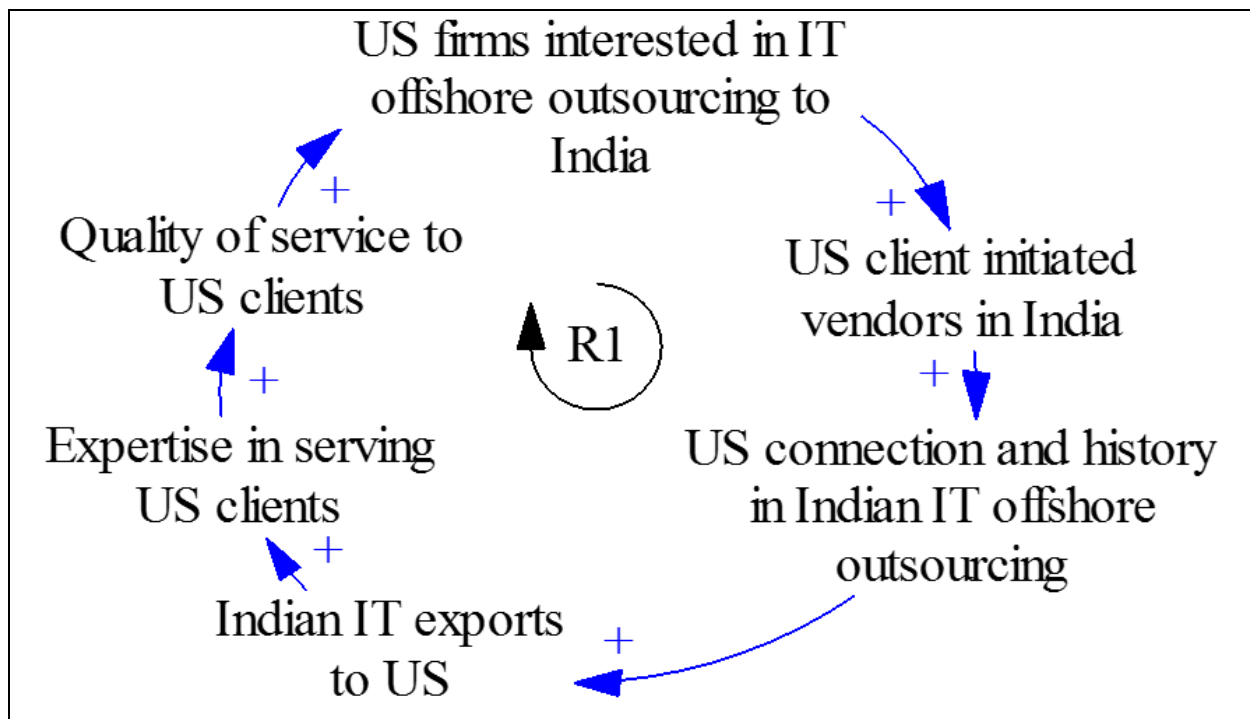 US firms interested in IT
offshore outsourcing to
India
+
+
Quality of service to
US clients
US client initiated
vendors in India
R1
+
+
Expertise in serving
US clients
US connection and history
in Indian IT offshore
outsourcing
+
Indian IT exports
to US
+